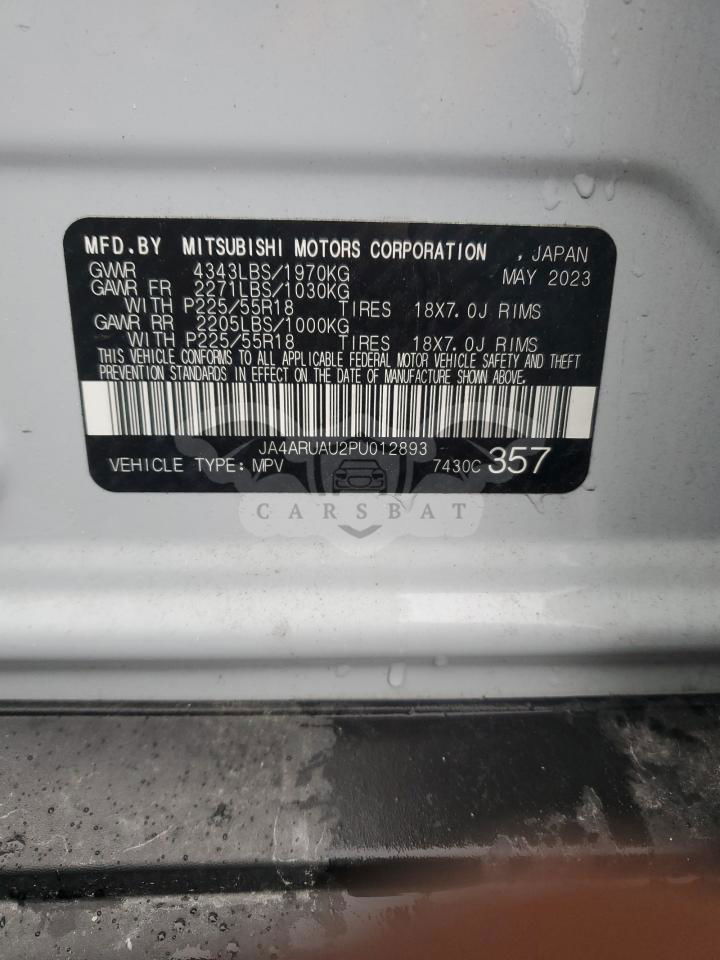 MFD.BY MITSUBISHI MOTORS CORPORATION , JAPAN
GVWR 4343LBS/1970KG MAY 2023
GAWR FR 2271LBS/1030KG
WITH P225/55R18 TIRES 18X7.0J RIMS
GAWR RR 2205LBS/1000KG
WITH P225/55R18 TIRES 18X7.0J RIMS
THIS VEHICLE CONFORMS TO ALL APPLICABLE FEDERAL MOTOR VEHICLE SAFETY AND THEFT
PREVENTION STANDARDS IN EFFECT ON THE DATE OF MANUFACTURE SHOWN ABOVE.
JA4ARUAU2PU012893
VEHICLE TYPE: MPV 7430C 357
CARSBAT